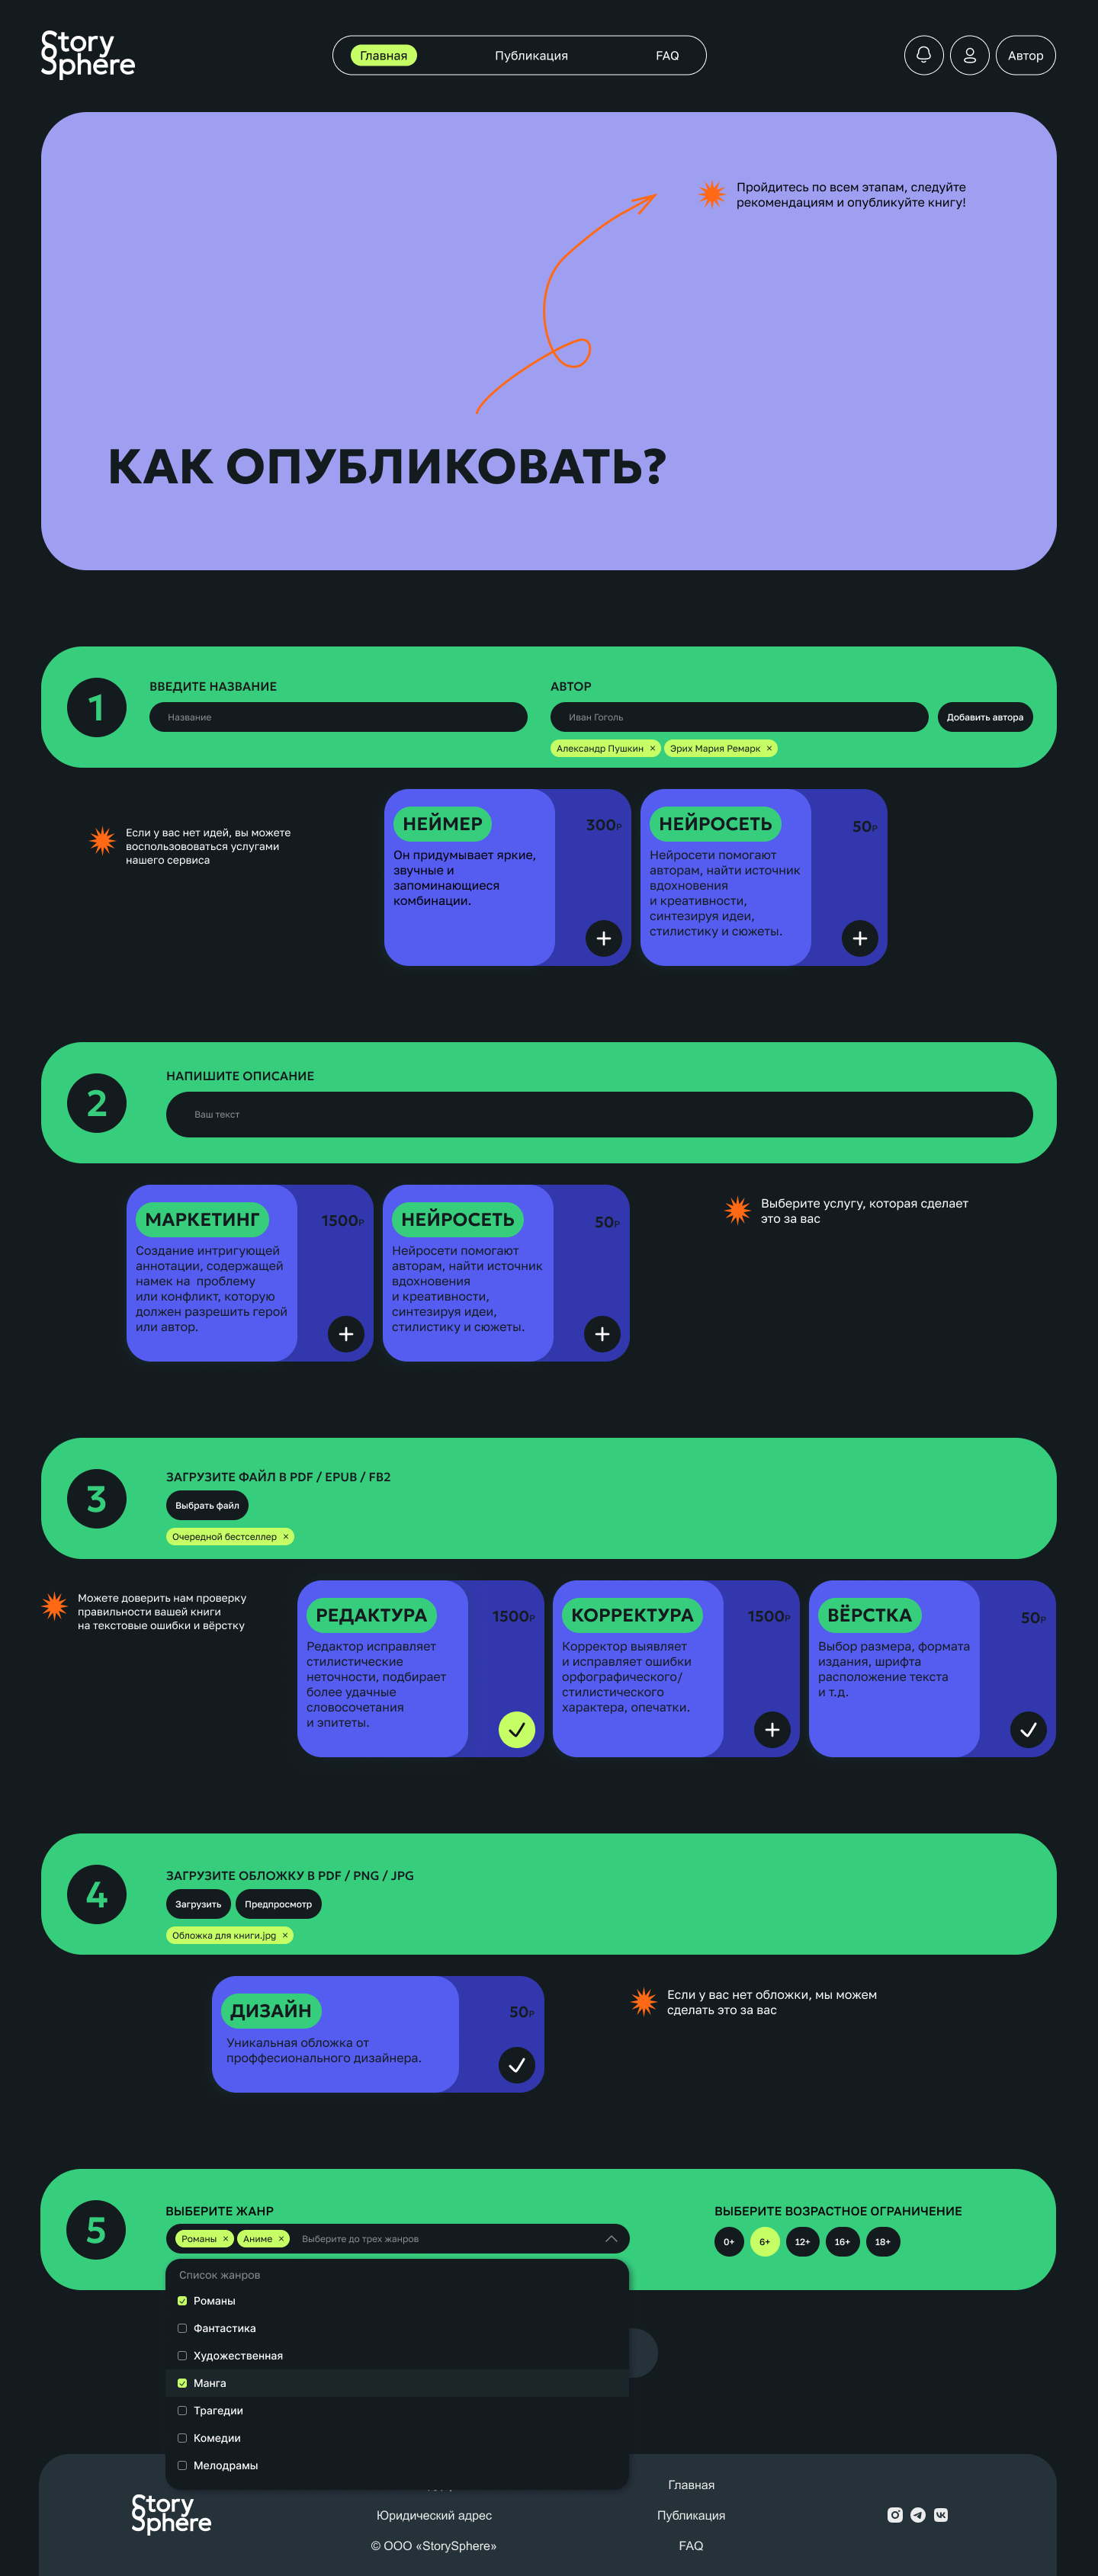 Story
Sphere
Главная
Публикация
FAQ
Автор
Пройдитесь по всем этапам, следуйте
рекомендациям и опубликуйте книгу!
КАК ОПУБЛИКОВАТЬ?
1
ВВЕДИТЕ НАЗВАНИЕ
Название
АВТОР
Иван Гоголь
Добавить автора
Александр Пушкин ×
Эрих Мария Ремарк ×
Если у вас нет идей, вы можете
воспользововаться услугами
нашего сервиса
НЕЙМЕР
300Р
Он придумывает яркие,
звучные и
запоминающиеся
комбинации.
НЕЙРОСЕТЬ
50Р
Нейросети помогают
авторам, найти источник
вдохновения
и креативности,
синтезируя идеи,
стилистику и сюжеты.
2
НАПИШИТЕ ОПИСАНИЕ
Ваш текст
МАРКЕТИНГ
1500Р
Создание интригующей
аннотации, содержащей
намек на  проблему
или конфликт, которую
должен разрешить герой
или автор.
НЕЙРОСЕТЬ
50Р
Нейросети помогают
авторам, найти источник
вдохновения
и креативности,
синтезируя идеи,
стилистику и сюжеты.
Выберите услугу, которая сделает
это за вас
3
ЗАГРУЗИТЕ ФАЙЛ В PDF / EPUB / FB2
Выбрать файл
Очередной бестселлер ×
Можете доверить нам проверку
правильности вашей книги
на текстовые ошибки и вёрстку
РЕДАКТУРА
1500Р
Редактор исправляет
стилистические
неточности, подбирает
более удачные
словосочетания
и эпитеты.
КОРРЕКТУРА
1500Р
Корректор выявляет
и исправляет ошибки
орфографического/
стилистического
характера, опечатки.
ВЁРСТКА
50Р
Выбор размера, формата
издания, шрифта
расположение текста
и т.д.
4
ЗАГРУЗИТЕ ОБЛОЖКУ В PDF / PNG / JPG
Загрузить
Предпросмотр
Обложка для книги.jpg ×
ДИЗАЙН
50Р
Уникальная обложка от
проффесионального дизайнера.
Если у вас нет обложки, мы можем
сделать это за вас
5
ВЫБЕРИТЕ ЖАНР
Романы ×
Аниме ×
Выберите до трех жанров
ВЫБЕРИТЕ ВОЗРАСТНОЕ ОГРАНИЧЕНИЕ
0+
6+
12+
16+
18+
Список жанров
Романы
Фантастика
Художественная
Манга
Трагедии
Комедии
Мелодрамы
Story
Sphere
Юридический адрес
© ООО «StorySphere»
Главная
Публикация
FAQ